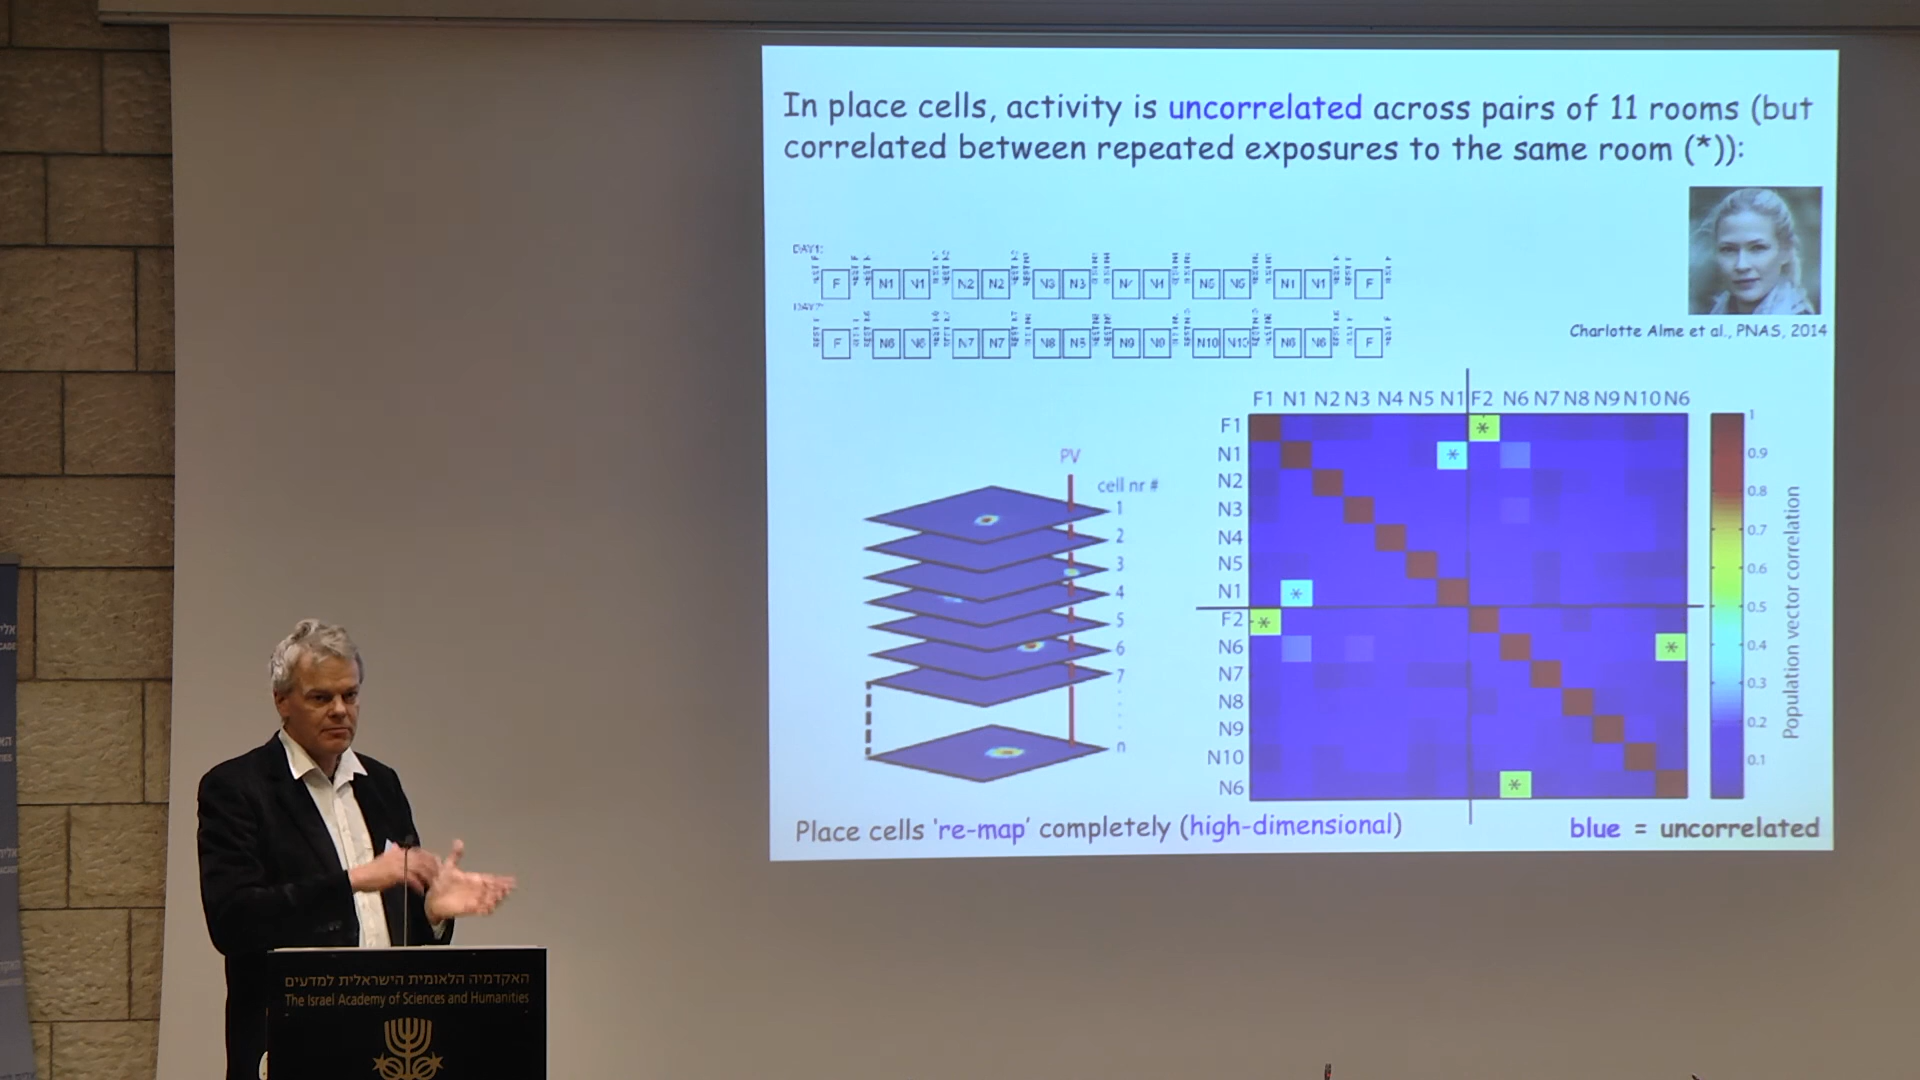 In place cells, activity is uncorrelated across pairs of 11 rooms (but
correlated between repeated exposures to the same room (*)):
DAY1:
F N1 N1 N2 N2 N3 N3 N4 N5 N5 N1 N1 F
F N6 N6 N7 N7 N8 N9 N9 N10 N6 N6 F
Charlotte Alme et al., PNAS, 2014
PV
cell nr #
1
2
3
4
5
6
7
n
F1 N1 N2 N3 N4 N5 N1 F2 N6 N7 N8 N9 N10 N6
F1
N1
N2
N3
N4
N5
N1
F2
N6
N7
N8
N9
N10
N6
* * * * * *
1
0.9
0.8
0.7
0.6
0.5
0.4
0.3
0.2
0.1
Population vector correlation
Place cells 're-map' completely (high-dimensional)
blue = uncorrelated
האקדמיה הלאומית הישראלית למדעים
The Israel Academy of Sciences and Humanities